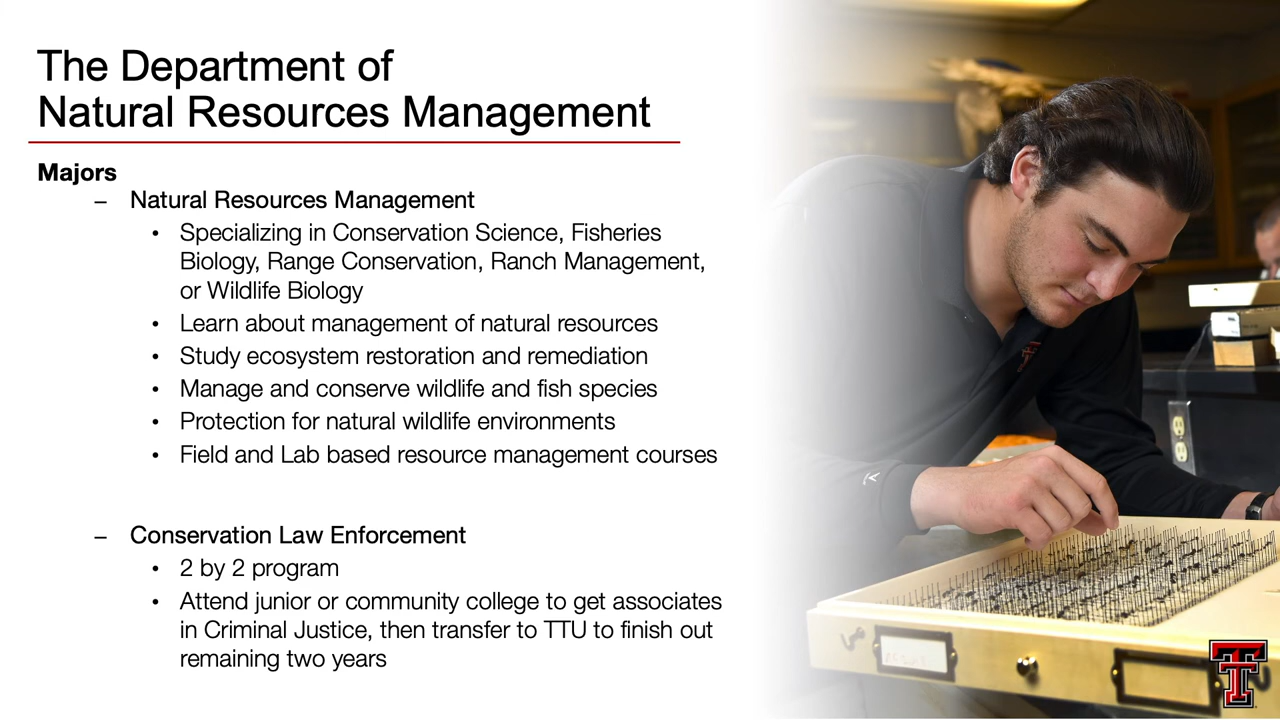 The Department of
Natural Resources Management
Majors
– Natural Resources Management
• Specializing in Conservation Science, Fisheries
Biology, Range Conservation, Ranch Management,
or Wildlife Biology
• Learn about management of natural resources
• Study ecosystem restoration and remediation
• Manage and conserve wildlife and fish species
• Protection for natural wildlife environments
• Field and Lab based resource management courses
– Conservation Law Enforcement
• 2 by 2 program
• Attend junior or community college to get associates
in Criminal Justice, then transfer to TTU to finish out
remaining two years